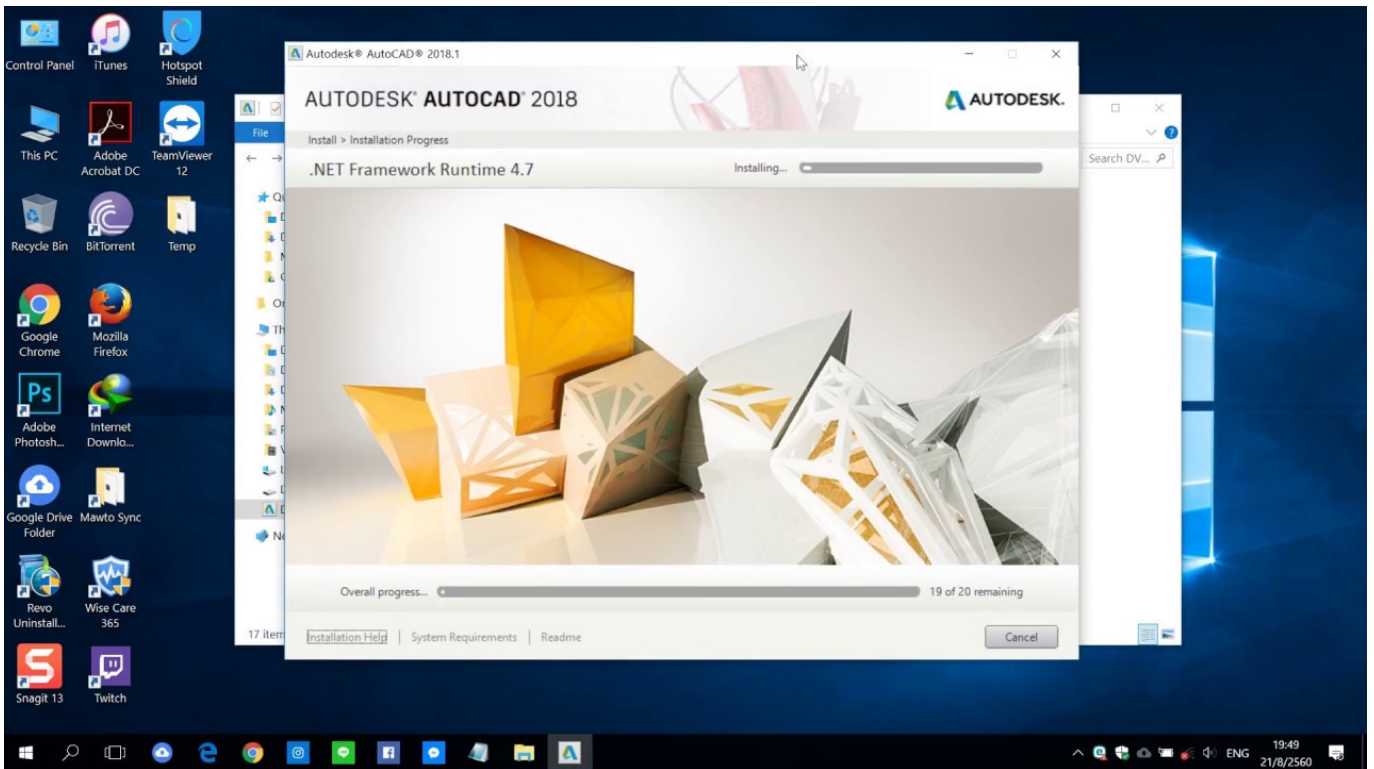 Control Panel
iTunes
Hotspot
Shield
This PC
Adobe
Acrobat DC
TeamViewer
12
Recycle Bin
BitTorrent
Temp
Google
Chrome
Mozilla
Firefox
Ps
Adobe
Photosh...
Internet
Downlo...
Google Drive
Folder
Mawto Sync
Revo
Uninstall...
Wise Care
365
Snagit 13
Twitch
Autodesk® AutoCAD® 2018.1
AUTODESK® AUTOCAD® 2018
AUTODESK.
Install > Installation Progress
.NET Framework Runtime 4.7
Installing...
File
Search DV...
Overall progress...
19 of 20 remaining
Installation Help | System Requirements | Readme
Cancel
17 item
ENG
19:49
21/8/2560